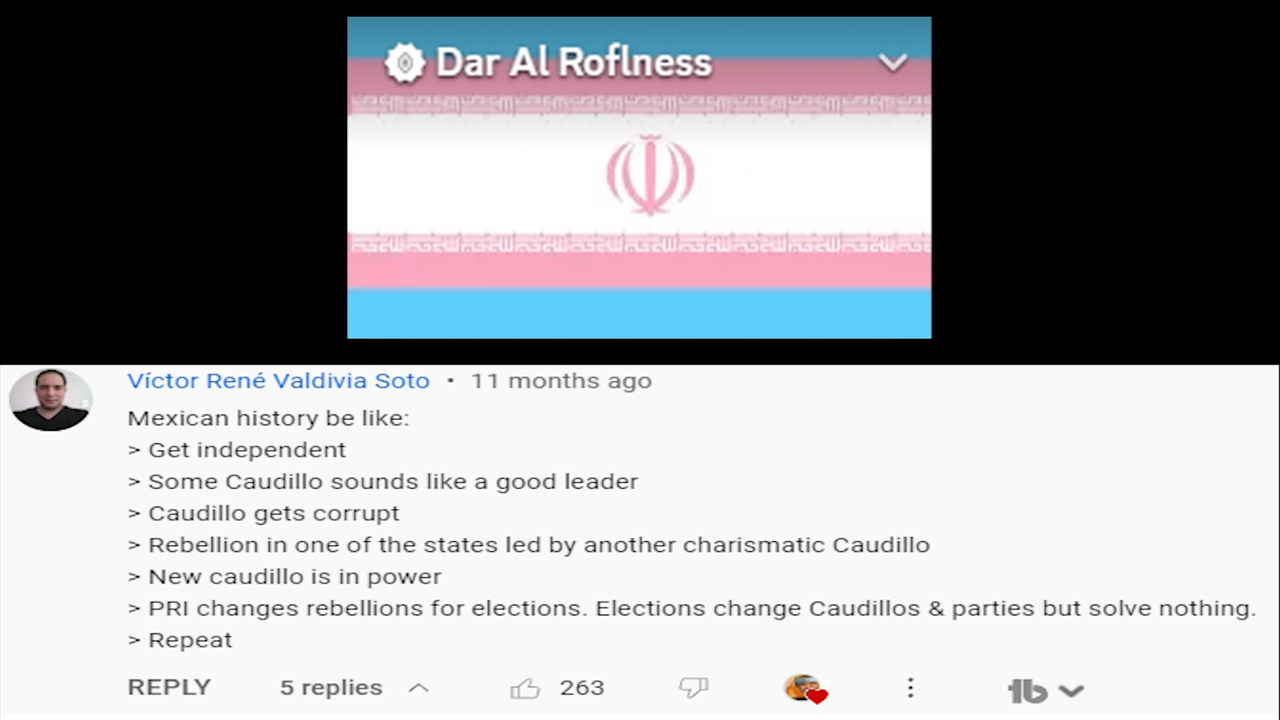 Dar Al Roflness
Víctor René Valdivia Soto • 11 months ago
Mexican history be like:
> Get independent
> Some Caudillo sounds like a good leader
> Caudillo gets corrupt
> Rebellion in one of the states led by another charismatic Caudillo
> New caudillo is in power
> PRI changes rebellions for elections. Elections change Caudillos & parties but solve nothing.
> Repeat
REPLY 5 replies 263